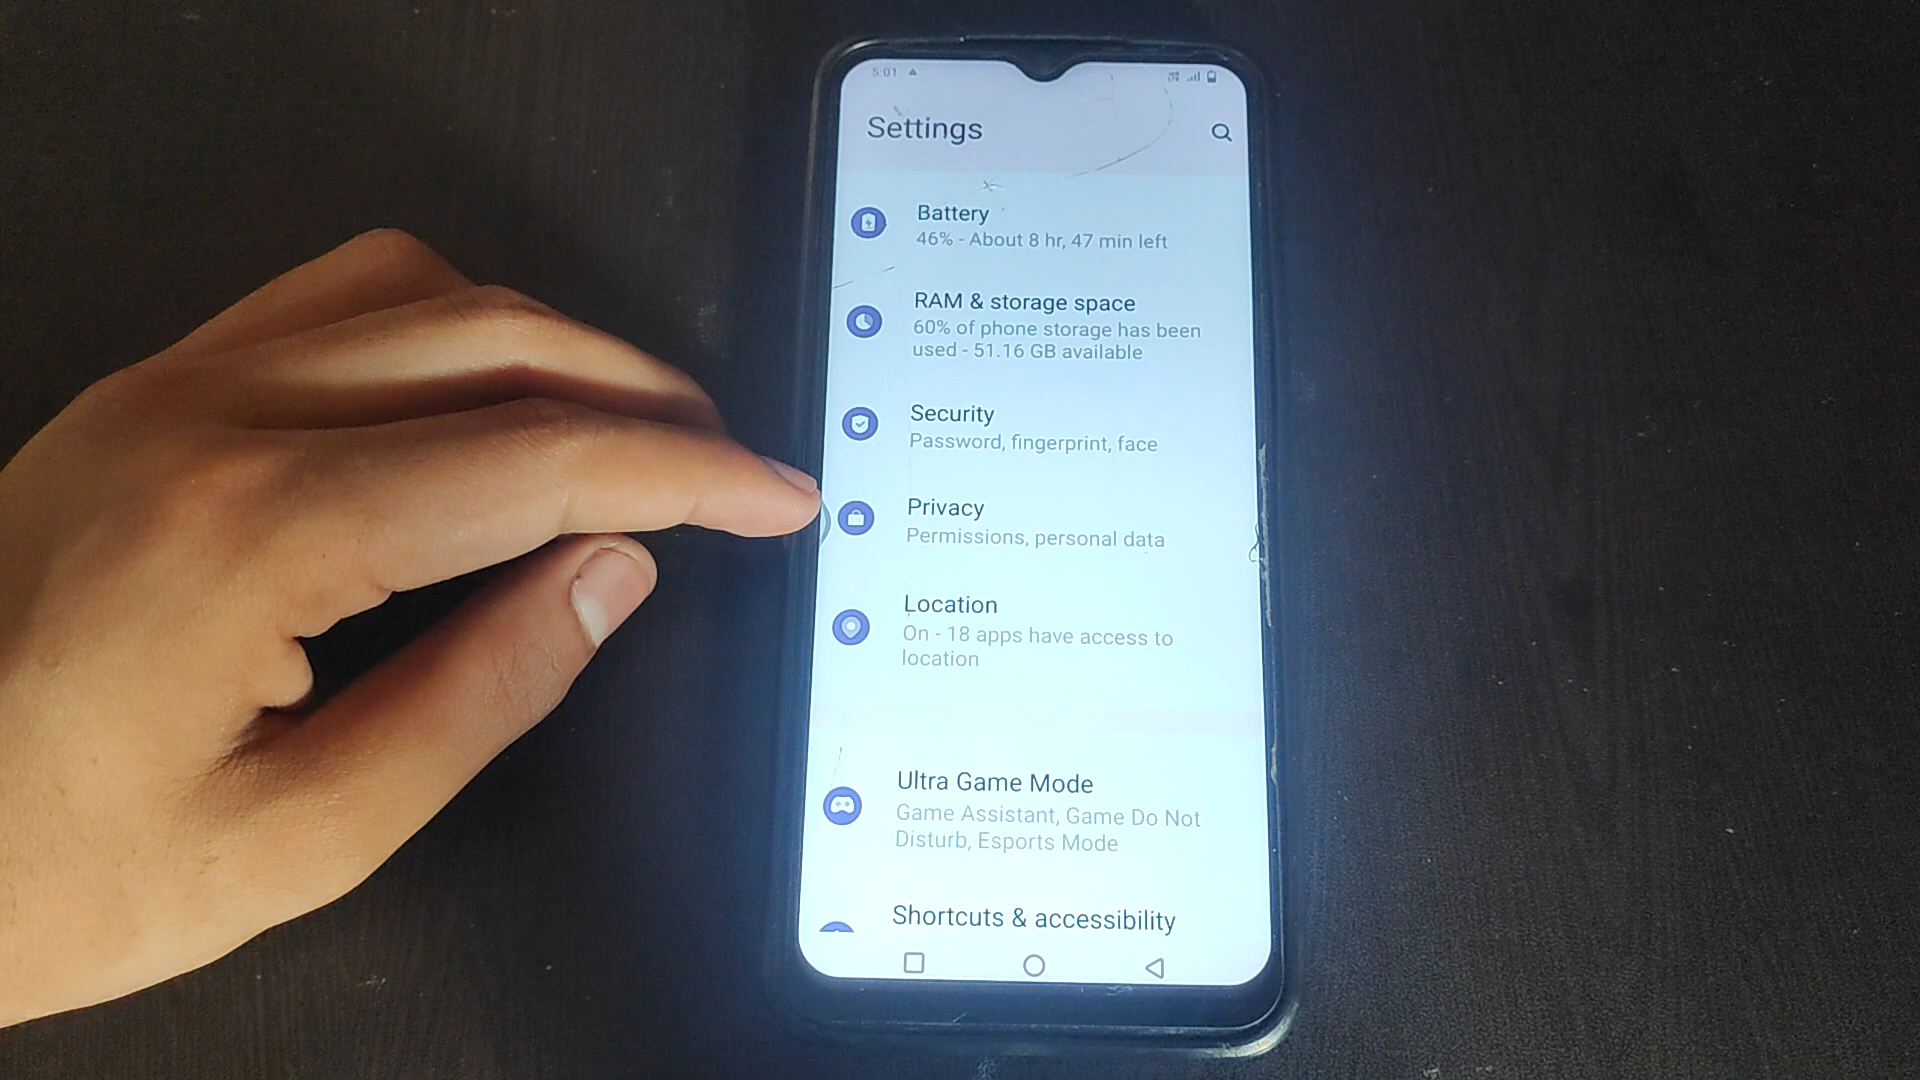 5:01
Settings
Battery
46% - About 8 hr, 47 min left
RAM & storage space
60% of phone storage has been
used - 51.16 GB available
Security
Password, fingerprint, face
Privacy
Permissions, personal data
Location
On - 18 apps have access to
location
Ultra Game Mode
Game Assistant, Game Do Not
Disturb, Esports Mode
Shortcuts & accessibility